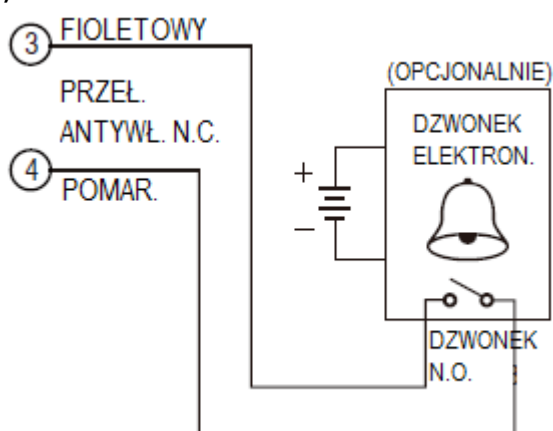 3 FIOLETOWY
PRZEŁ.
ANTYWŁ. N.C.
4
POMAR.
(OPCJONALNIE)
DZWONEK
ELEKTRON.
+
−
DZWONEK
N.O.